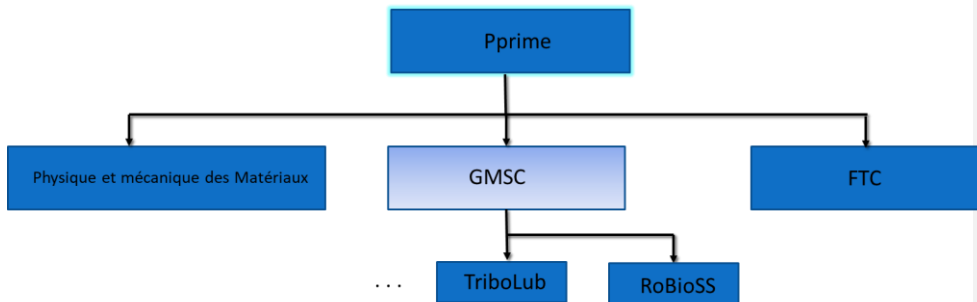 Pprime
Physique et mécanique des Matériaux
GMSC
FTC
...
TriboLub
RoBioSS